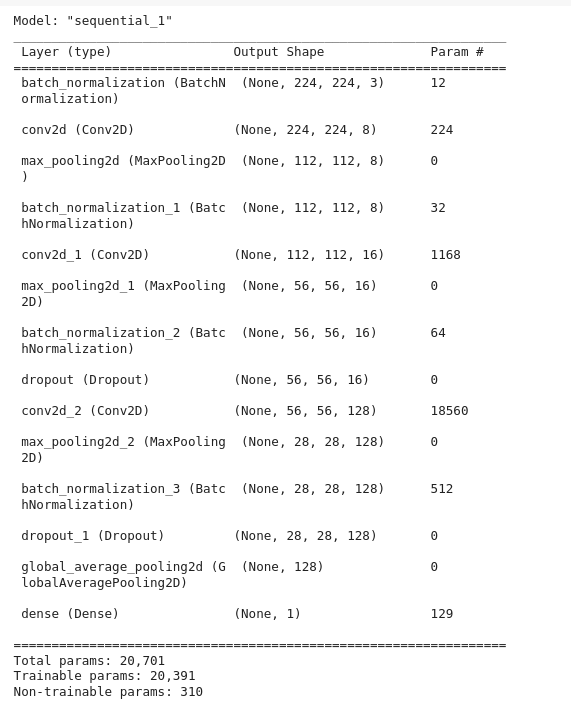 Model: "sequential_1"
Layer (type) Output Shape Param #
batch_normalization (BatchN (None, 224, 224, 3) 12
ormalization)
conv2d (Conv2D) (None, 224, 224, 8) 224
max_pooling2d (MaxPooling2D (None, 112, 112, 8) 0
)
batch_normalization_1 (Batc (None, 112, 112, 8) 32
hNormalization)
conv2d_1 (Conv2D) (None, 112, 112, 16) 1168
max_pooling2d_1 (MaxPooling (None, 56, 56, 16) 0
2D)
batch_normalization_2 (Batc (None, 56, 56, 16) 64
hNormalization)
dropout (Dropout) (None, 56, 56, 16) 0
conv2d_2 (Conv2D) (None, 56, 56, 128) 18560
max_pooling2d_2 (MaxPooling (None, 28, 28, 128) 0
2D)
batch_normalization_3 (Batc (None, 28, 28, 128) 512
hNormalization)
dropout_1 (Dropout) (None, 28, 28, 128) 0
global_average_pooling2d (G (None, 128) 0
lobalAveragePooling2D)
dense (Dense) (None, 1) 129
Total params: 20,701
Trainable params: 20,391
Non-trainable params: 310